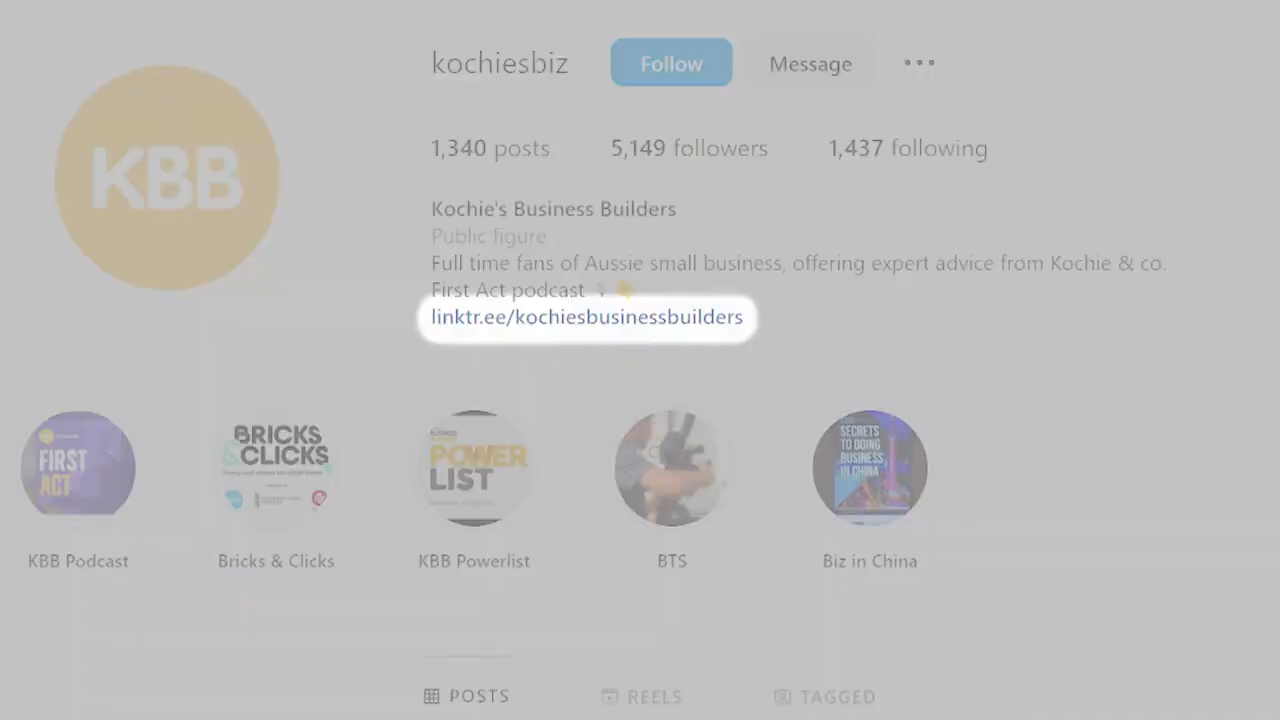 kochiesbiz
Follow
Message
1,340 posts
5,149 followers
1,437 following
KBB
Kochie's Business Builders
Public figure
Full time fans of Aussie small business, offering expert advice from Kochie & co.
First Act podcast
linktr.ee/kochiesbusinessbuilders
FIRST
ACT
BRICKS
CLICKS
POWER
LIST
SECRETS
TO DOING
BUSINESS
IN CHINA
KBB Podcast
Bricks & Clicks
KBB Powerlist
BTS
Biz in China
POSTS
REELS
TAGGED